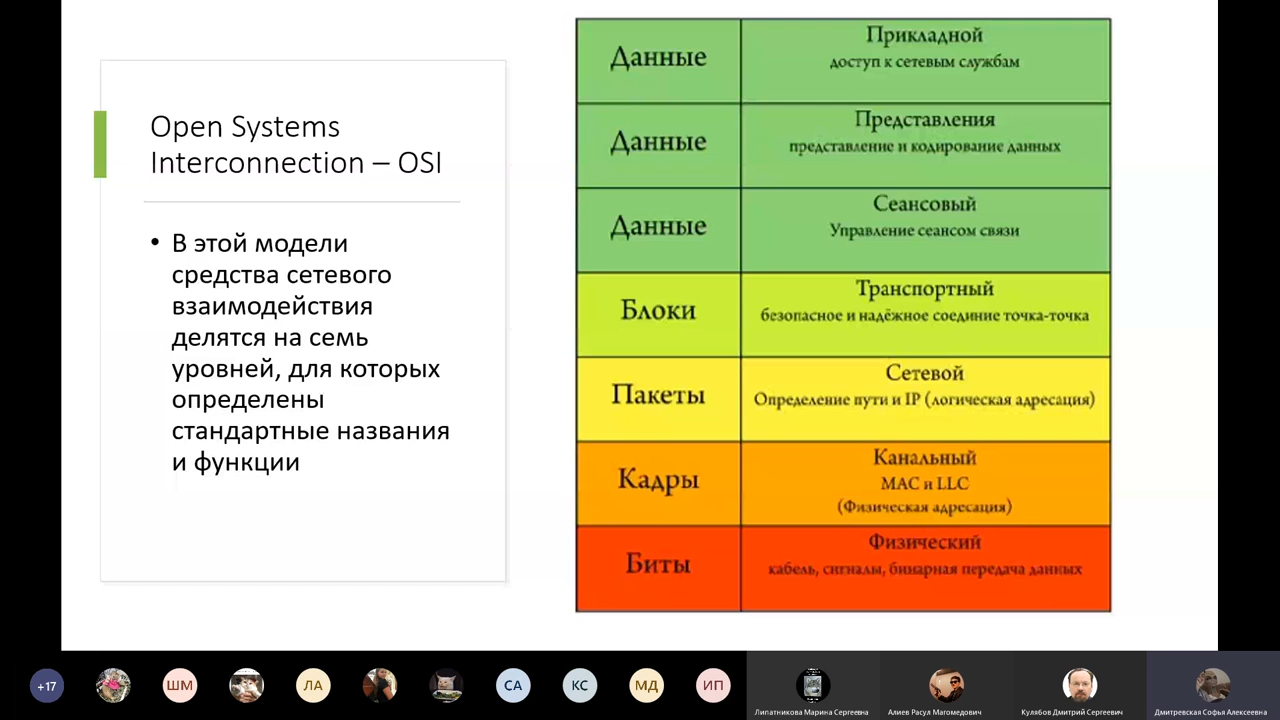 Open Systems
Interconnection – OSI
• В этой модели
средства сетевого
взаимодействия
делятся на семь
уровней, для которых
определены
стандартные названия
и функции
Данные
Прикладной
доступ к сетевым службам
Данные
Представления
представление и кодирование данных
Данные
Сеансовый
Управление сеансом связи
Блоки
Транспортный
безопасное и надёжное соединие точка-точка
Пакеты
Сетевой
Определение пути и IP (логическая адресация)
Кадры
Канальный
MAC и LLC
(Физическая адресация)
Биты
Физический
кабель, сигналы, бинарная передача данных
+17
ШМ
ЛА
СА
КС
МД
ИП
Липатникова Марина Сергеевна
Алиев Расул Магомедович
Кулябов Дмитрий Сергеевич
Дмитревская Софья Алексеевна